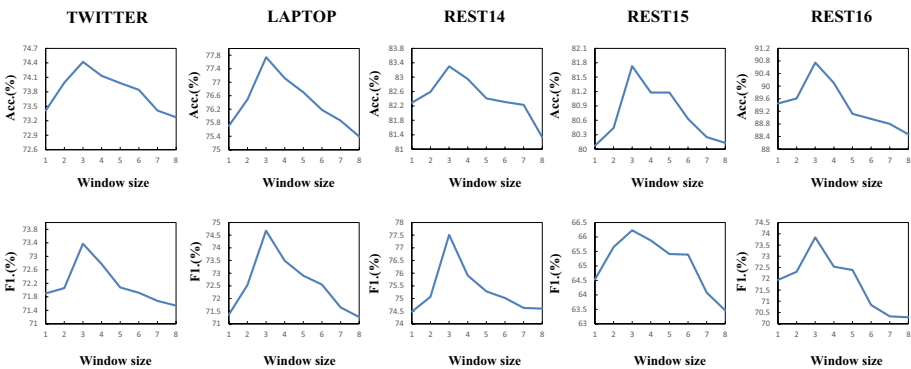 TWITTER LAPTOP REST14 REST15 REST16
Acc.(%)
74.7
74.4
74.1
73.8
73.5
73.2
72.9
72.6
1 2 3 4 5 6 7 8
Window size
Acc.(%)
77.8
77.4
77
76.6
76.2
75.8
75.4
75
1 2 3 4 5 6 7 8
Window size
Acc.(%)
83.8
83.4
83
82.6
82.2
81.8
81.4
81
1 2 3 4 5 6 7 8
Window size
Acc.(%)
82.1
81.8
81.5
81.2
80.9
80.6
80.3
80
1 2 3 4 5 6 7 8
Window size
Acc.(%)
91.2
90.8
90.4
90
89.6
89.2
88.8
88.4
88
1 2 3 4 5 6 7 8
Window size
F1.(%)
73.8
73.4
73
72.6
72.2
71.8
71.4
71
1 2 3 4 5 6 7 8
Window size
F1.(%)
75
74.5
74
73.5
73
72.5
72
71.5
71
1 2 3 4 5 6 7 8
Window size
F1.(%)
78
77.5
77
76.5
76
75.5
75
74.5
74
1 2 3 4 5 6 7 8
Window size
F1.(%)
66.5
66
65.5
65
64.5
64
63.5
63
1 2 3 4 5 6 7 8
Window size
F1.(%)
74.5
74
73.5
73
72.5
72
71.5
71
70.5
70
1 2 3 4 5 6 7 8
Window size